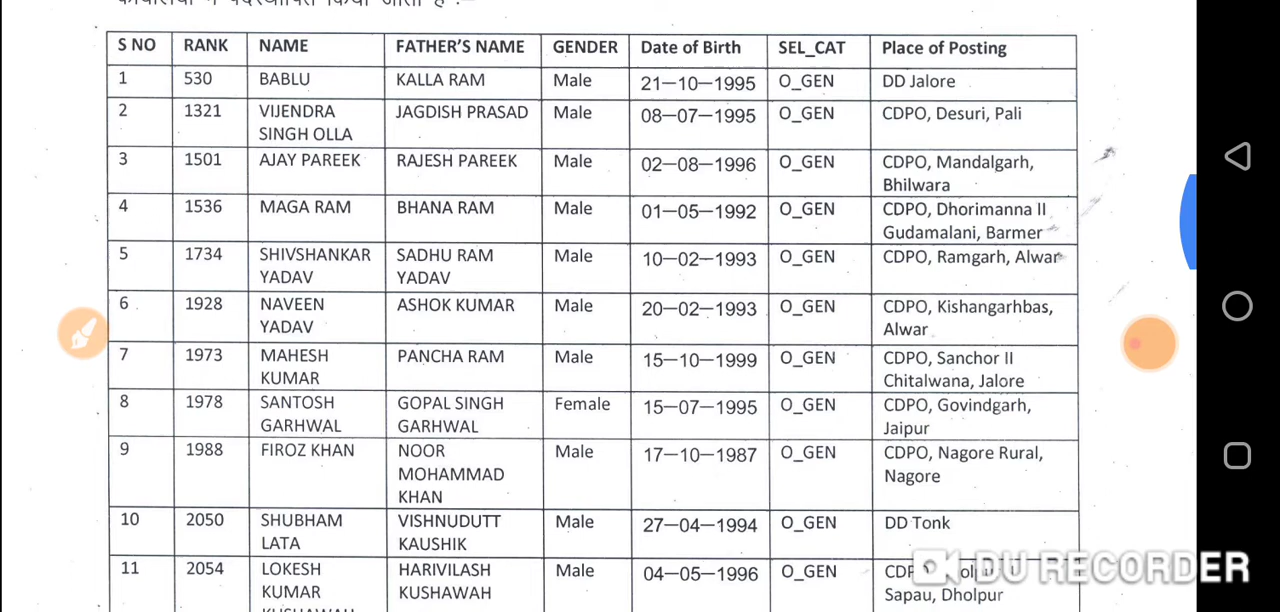 S NO RANK NAME FATHER'S NAME GENDER Date of Birth SEL_CAT Place of Posting
1 530 BABLU KALLA RAM Male 21–10–1995 O_GEN DD Jalore
2 1321 VIJENDRA JAGDISH PRASAD Male 08–07–1995 O_GEN CDPO, Desuri, Pali
SINGH OLLA
3 1501 AJAY PAREEK RAJESH PAREEK Male 02–08–1996 O_GEN CDPO, Mandalgarh,
Bhilwara
4 1536 MAGA RAM BHANA RAM Male 01–05–1992 O_GEN CDPO, Dhorimanna II
Gudamalani, Barmer
5 1734 SHIVSHANKAR SADHU RAM Male 10–02–1993 O_GEN CDPO, Ramgarh, Alwar
YADAV YADAV
6 1928 NAVEEN ASHOK KUMAR Male 20–02–1993 O_GEN CDPO, Kishangarhbas,
YADAV Alwar
7 1973 MAHESH PANCHA RAM Male 15–10–1999 O_GEN CDPO, Sanchor II
KUMAR Chitalwana, Jalore
8 1978 SANTOSH GOPAL SINGH Female 15–07–1995 O_GEN CDPO, Govindgarh,
GARHWAL GARHWAL Jaipur
9 1988 FIROZ KHAN NOOR Male 17–10–1987 O_GEN CDPO, Nagore Rural,
MOHAMMAD Nagore
KHAN
10 2050 SHUBHAM VISHNUDUTT Male 27–04–1994 O_GEN DD Tonk
LATA KAUSHIK
11 2054 LOKESH HARIVILASH Male 04–05–1996 O_GEN
KUMAR KUSHAWAH Sapau, Dholpur
DU RECORDER